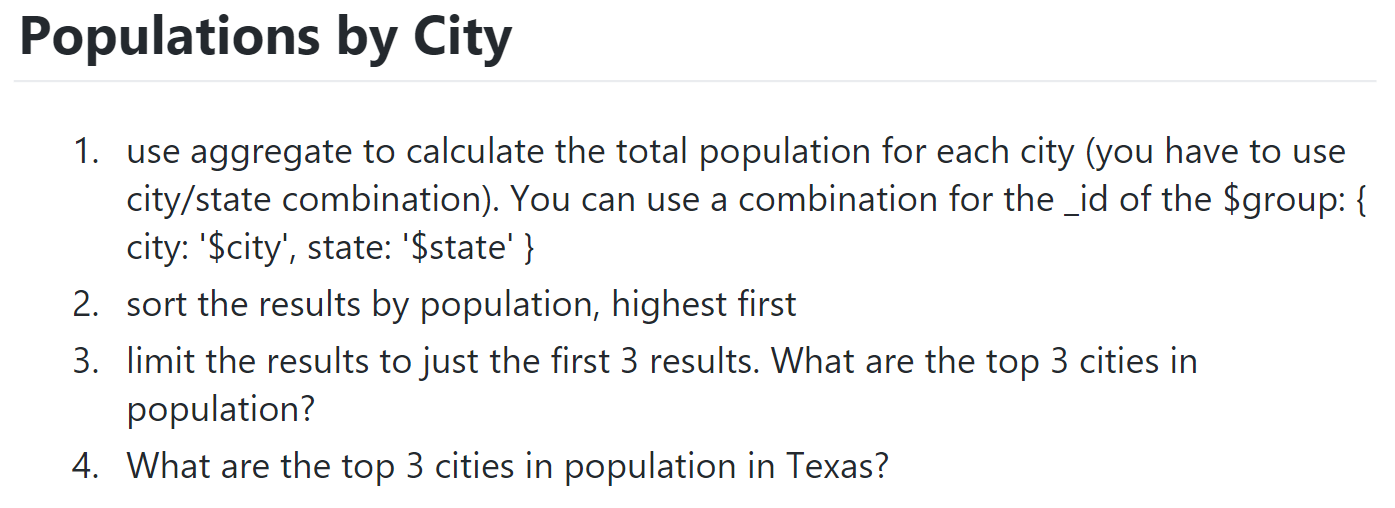 Populations by City
1. use aggregate to calculate the total population for each city (you have to use
city/state combination). You can use a combination for the _id of the $group: {
city: '$city', state: '$state' }
2. sort the results by population, highest first
3. limit the results to just the first 3 results. What are the top 3 cities in
population?
4. What are the top 3 cities in population in Texas?